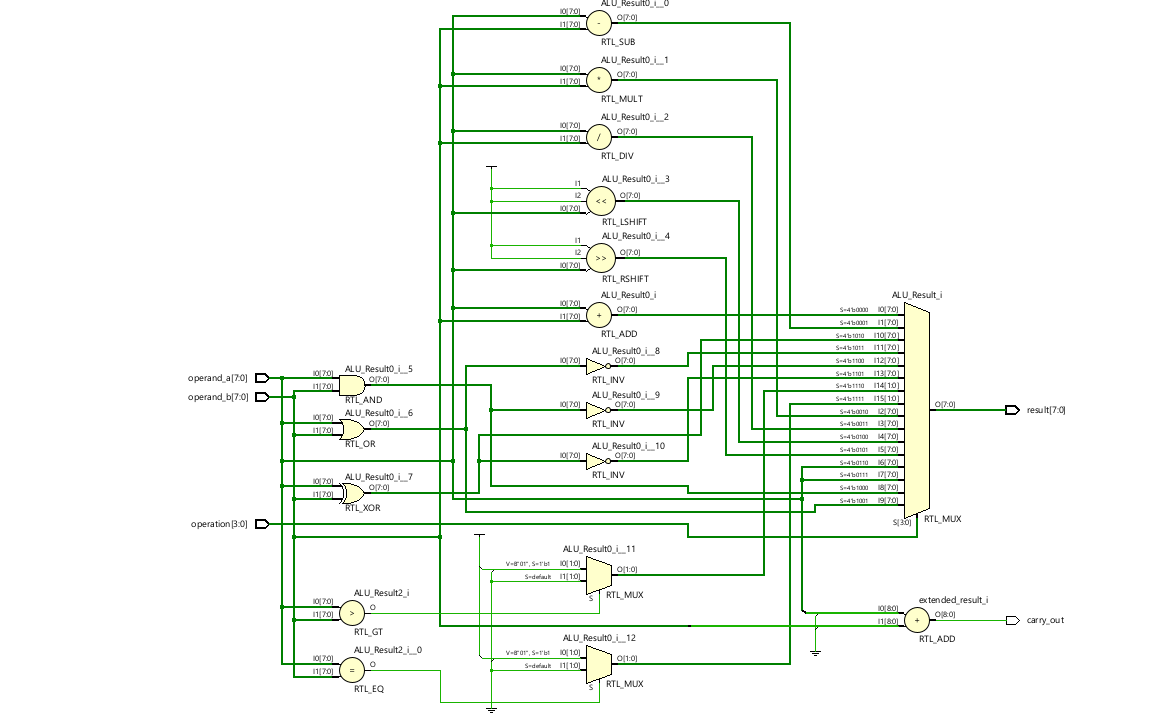 ALU_Result0_i__0
I0[7:0]
I1[7:0]
-
O[7:0]
RTL_SUB
ALU_Result0_i__1
I0[7:0]
I1[7:0]
*
O[7:0]
RTL_MULT
ALU_Result0_i__2
I0[7:0]
I1[7:0]
/
O[7:0]
RTL_DIV
ALU_Result0_i__3
I1
I2
I0[7:0]
<<
O[7:0]
RTL_LSHIFT
ALU_Result0_i__4
I1
I2
I0[7:0]
>>
O[7:0]
RTL_RSHIFT
ALU_Result0_i
I0[7:0]
I1[7:0]
+
O[7:0]
RTL_ADD
ALU_Result0_i__8
I0[7:0]
O[7:0]
RTL_INV
ALU_Result0_i__9
I0[7:0]
O[7:0]
RTL_INV
ALU_Result0_i__10
I0[7:0]
O[7:0]
RTL_INV
operand_a[7:0]
operand_b[7:0]
operation[3:0]
ALU_Result0_i__5
I0[7:0]
I1[7:0]
O[7:0]
RTL_AND
ALU_Result0_i__6
I0[7:0]
I1[7:0]
O[7:0]
RTL_OR
ALU_Result0_i__7
I0[7:0]
I1[7:0]
O[7:0]
RTL_XOR
ALU_Result_i
S=4'b0000 I0[7:0]
S=4'b0001 I1[7:0]
S=4'b1010 I10[7:0]
S=4'b1011 I11[7:0]
S=4'b1100 I12[7:0]
S=4'b1101 I13[7:0]
S=4'b1110 I14[1:0]
S=4'b1111 I15[1:0]
S=4'b0010 I2[7:0]
S=4'b0011 I3[7:0]
S=4'b0100 I4[7:0]
S=4'b0101 I5[7:0]
S=4'b0110 I6[7:0]
S=4'b0111 I7[7:0]
S=4'b1000 I8[7:0]
S=4'b1001 I9[7:0]
S[3:0]
O[7:0]
RTL_MUX
result[7:0]
ALU_Result0_i__11
V=B"01", S=1'b1 I0[1:0]
S=default I1[1:0]
S
O[1:0]
RTL_MUX
ALU_Result2_i
I0[7:0]
I1[7:0]
>
O
RTL_GT
ALU_Result0_i__12
V=B"01", S=1'b1 I0[1:0]
S=default I1[1:0]
S
O[1:0]
RTL_MUX
ALU_Result2_i__0
I0[7:0]
I1[7:0]
=
O
RTL_EQ
extended_result_i
I0[8:0]
I1[8:0]
+
O[8:0]
RTL_ADD
carry_out